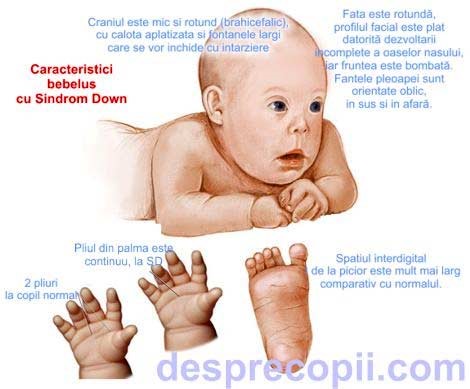 Craniul este mic si rotund (brahicefalic),
cu calota aplatizata si fontanele largi
care se vor inchide cu intarziere
Fata este rotundă,
profilul facial este plat
datorită dezvoltarii
incomplete a oaselor nasului,
iar fruntea este bombată.
Fantele pleoapei sunt
orientate oblic,
in sus si in afară.
Caracteristici
bebelus
cu Sindrom Down
Pliul din palma este
continuu, la SD
2 pliuri
la copil normal
Spatiul interdigital
de la picior este mult mai larg
comparativ cu normalul.
desprecopii.com